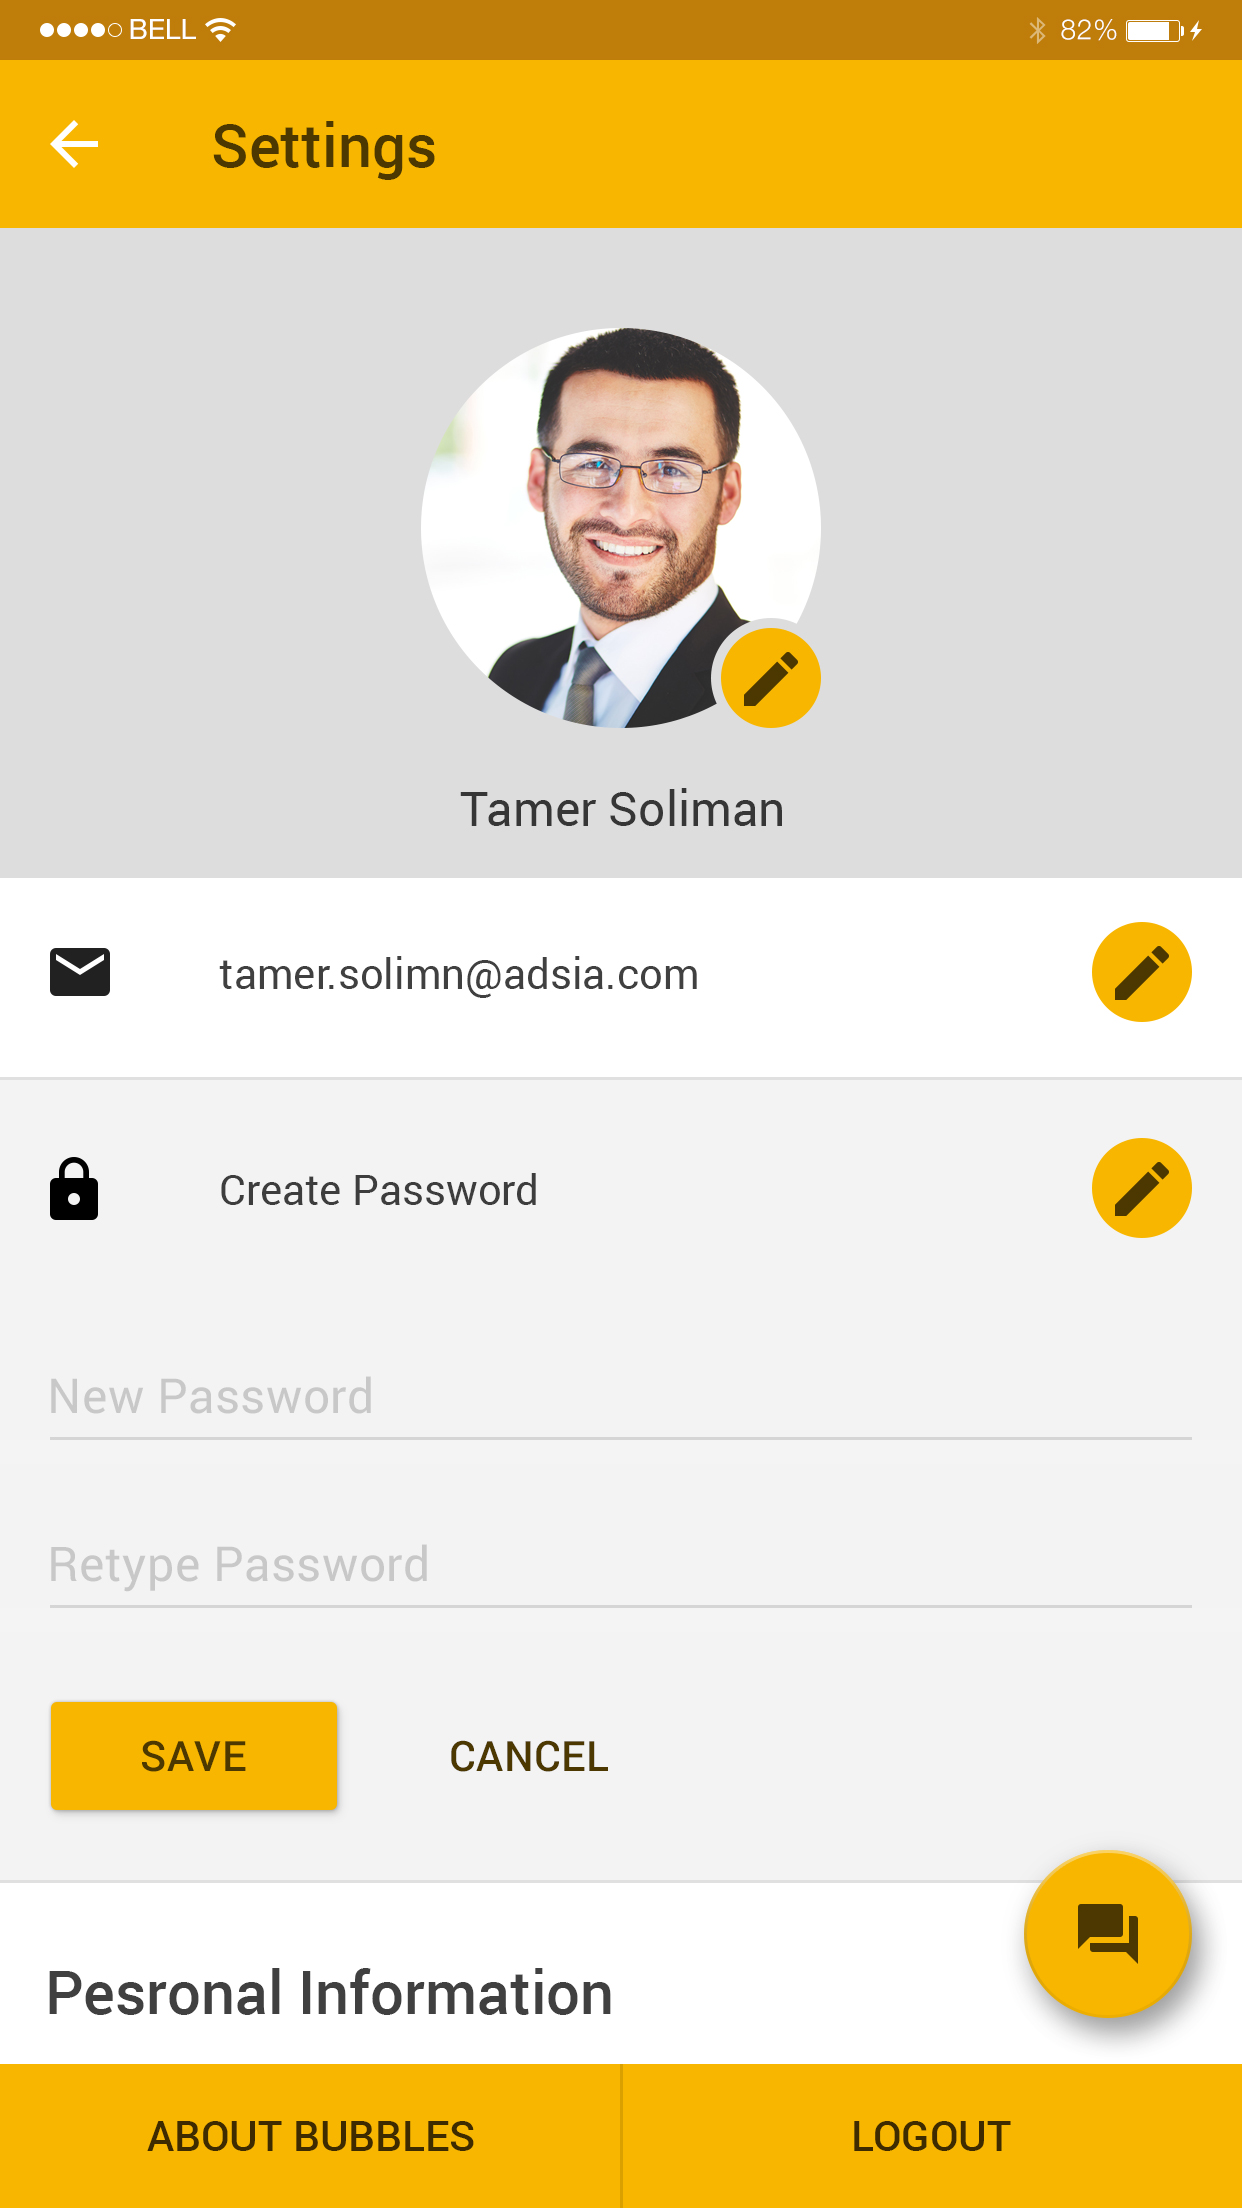 BELL 82%
Settings
Tamer Soliman
tamer.solimn@adsia.com
Create Password
New Password
Retype Password
SAVE CANCEL
Pesronal Information
ABOUT BUBBLES LOGOUT